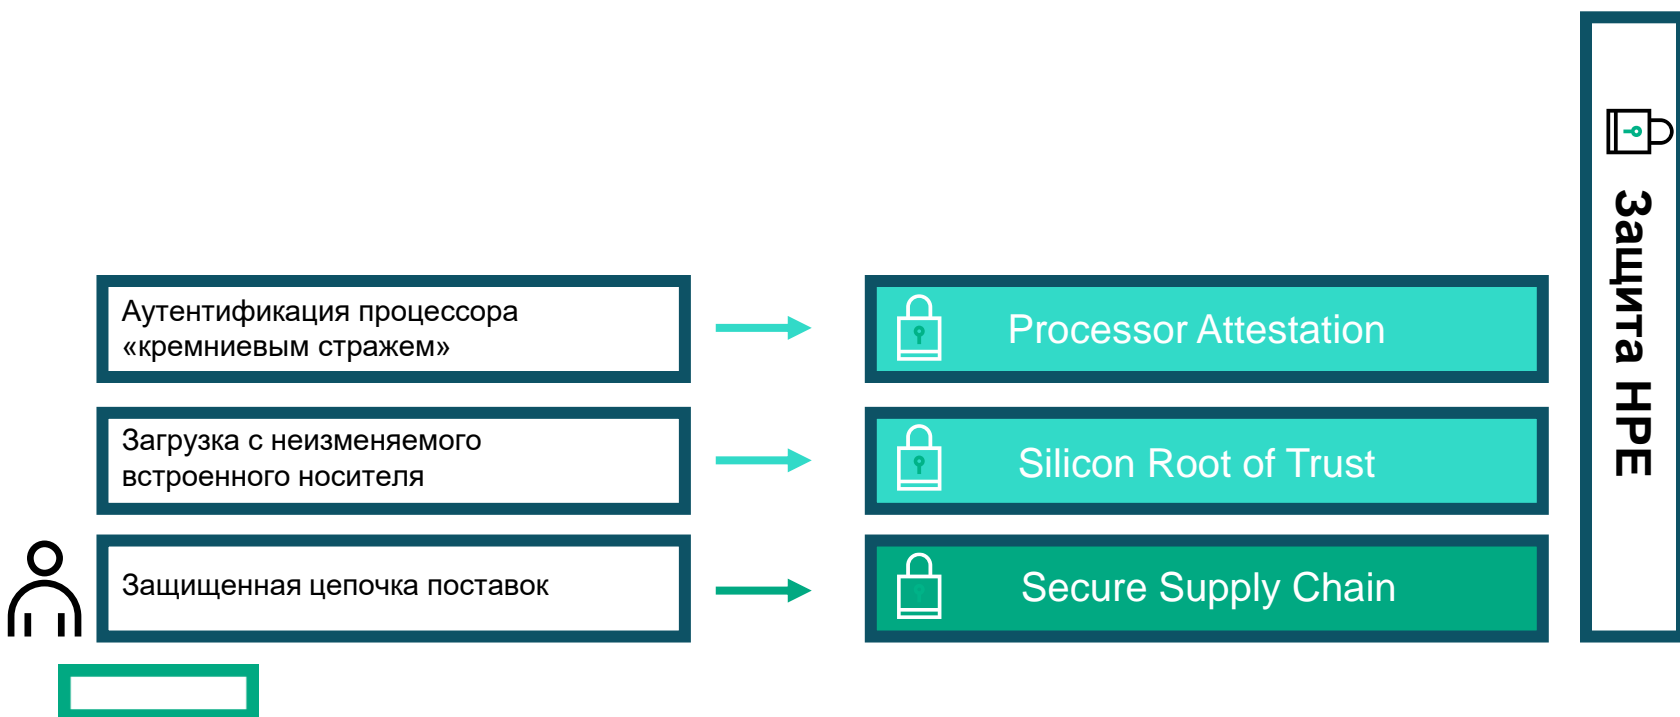 Аутентификация процессора
«кремниевым стражем»
Processor Attestation
Загрузка с неизменяемого
встроенного носителя
Silicon Root of Trust
Защищенная цепочка поставок
Secure Supply Chain
Защита HPE